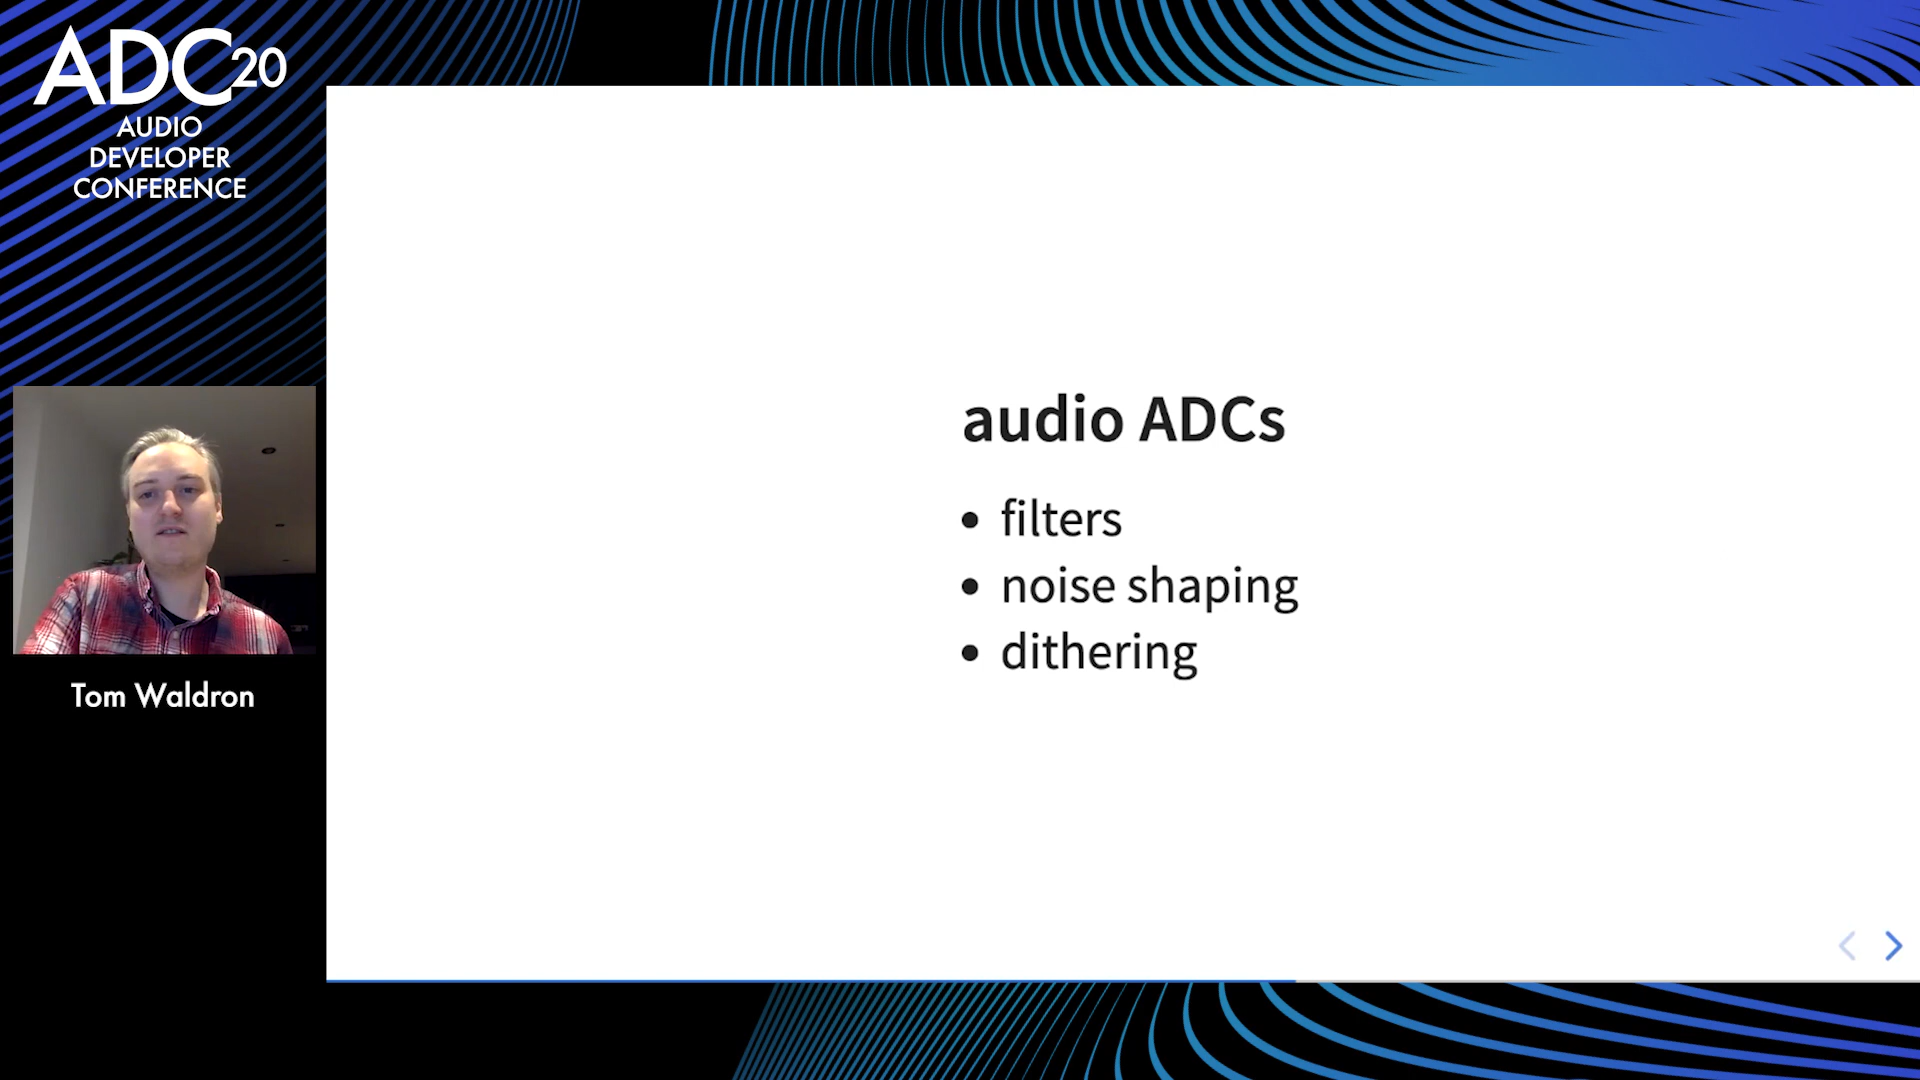 ADC20
AUDIO
DEVELOPER
CONFERENCE
Tom Waldron
audio ADCs
• filters
• noise shaping
• dithering